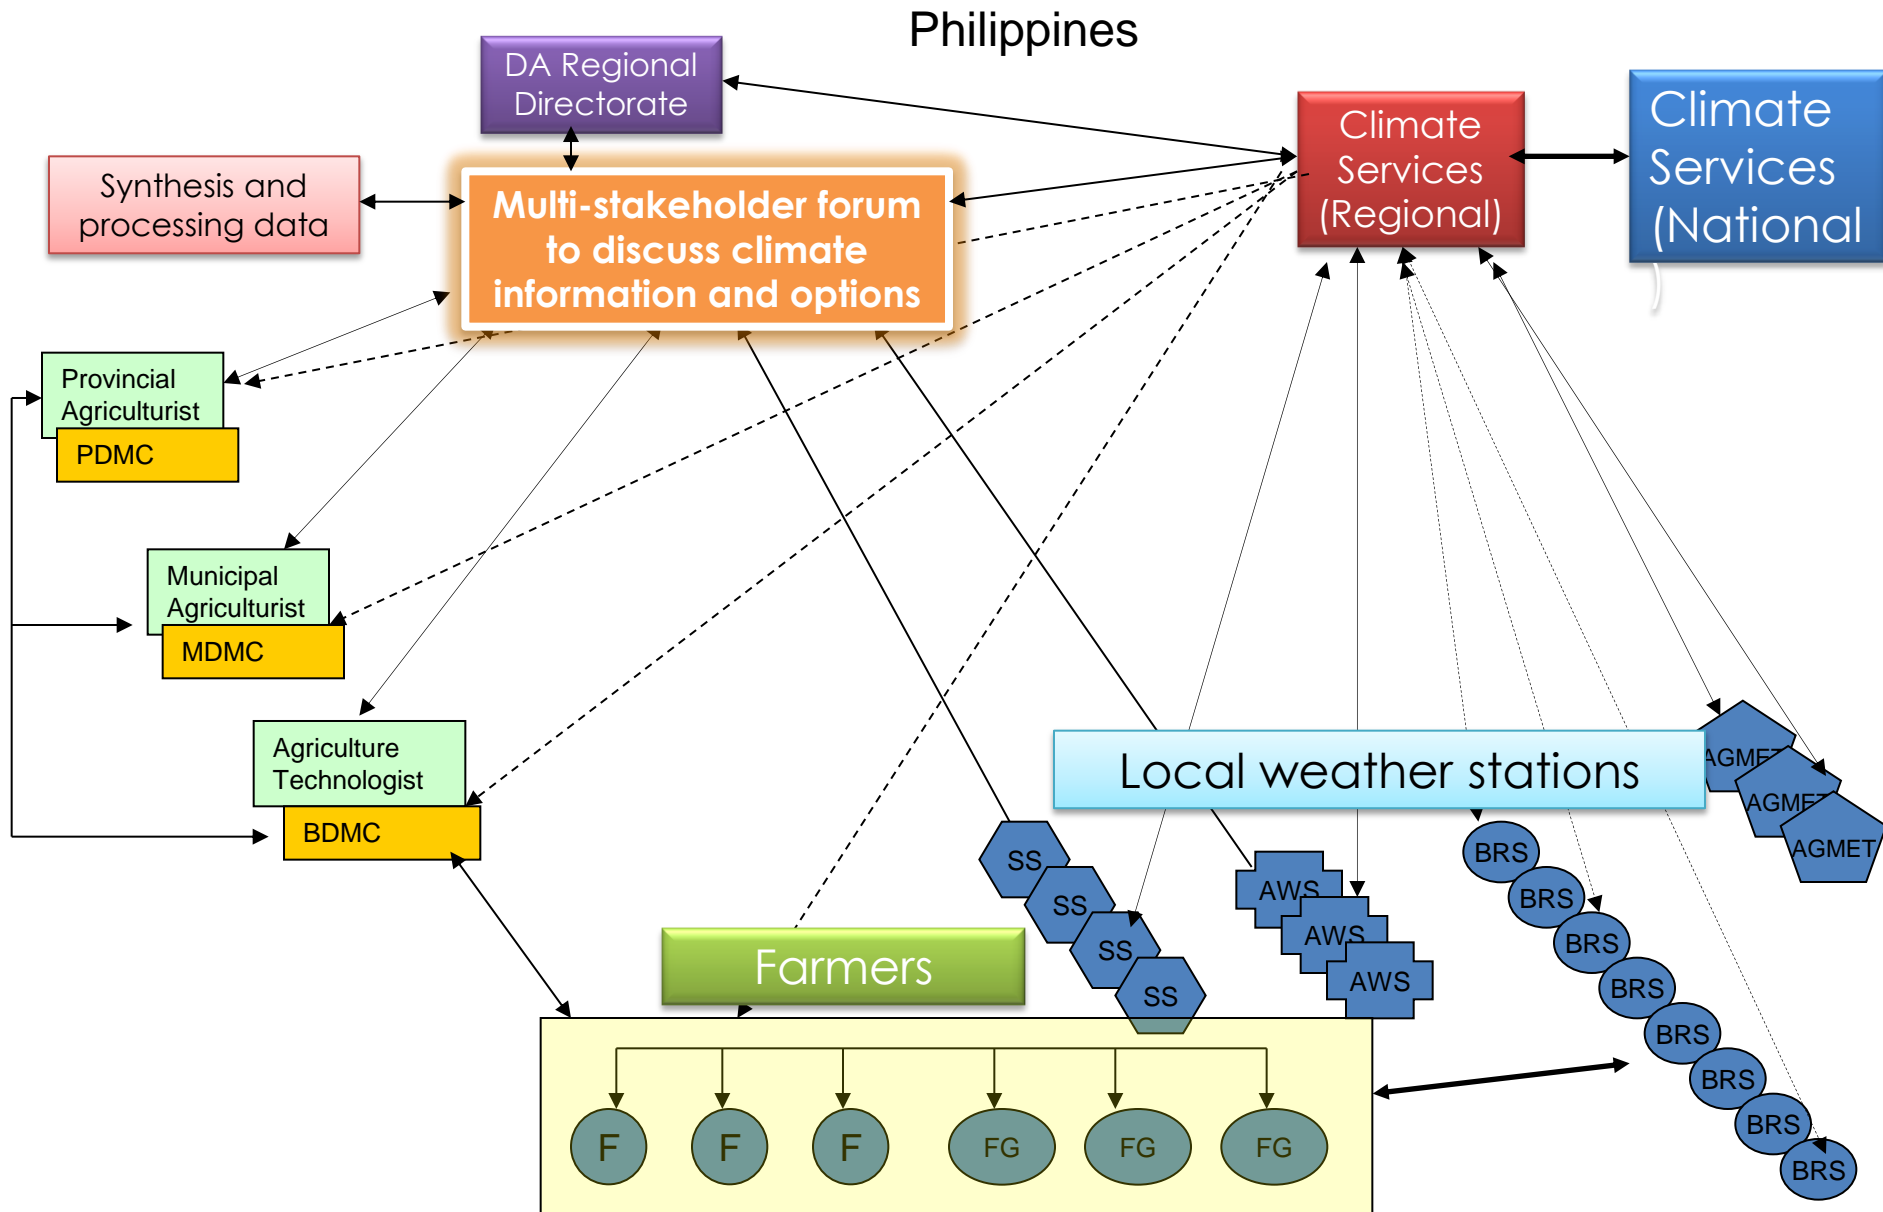 Philippines
DA Regional
Directorate
Climate
Services
(Regional)
Climate
Services
(National
)
Synthesis and
processing data
Multi-stakeholder forum
to discuss climate
information and options
Provincial
Agriculturist
PDMC
Municipal
Agriculturist
MDMC
Agriculture
Technologist
BDMC
Local weather stations
AGMET
AGMET
AGMET
SS
SS
SS
SS
AWS
AWS
AWS
BRS
BRS
BRS
BRS
BRS
BRS
BRS
BRS
Farmers
F
F
F
FG
FG
FG